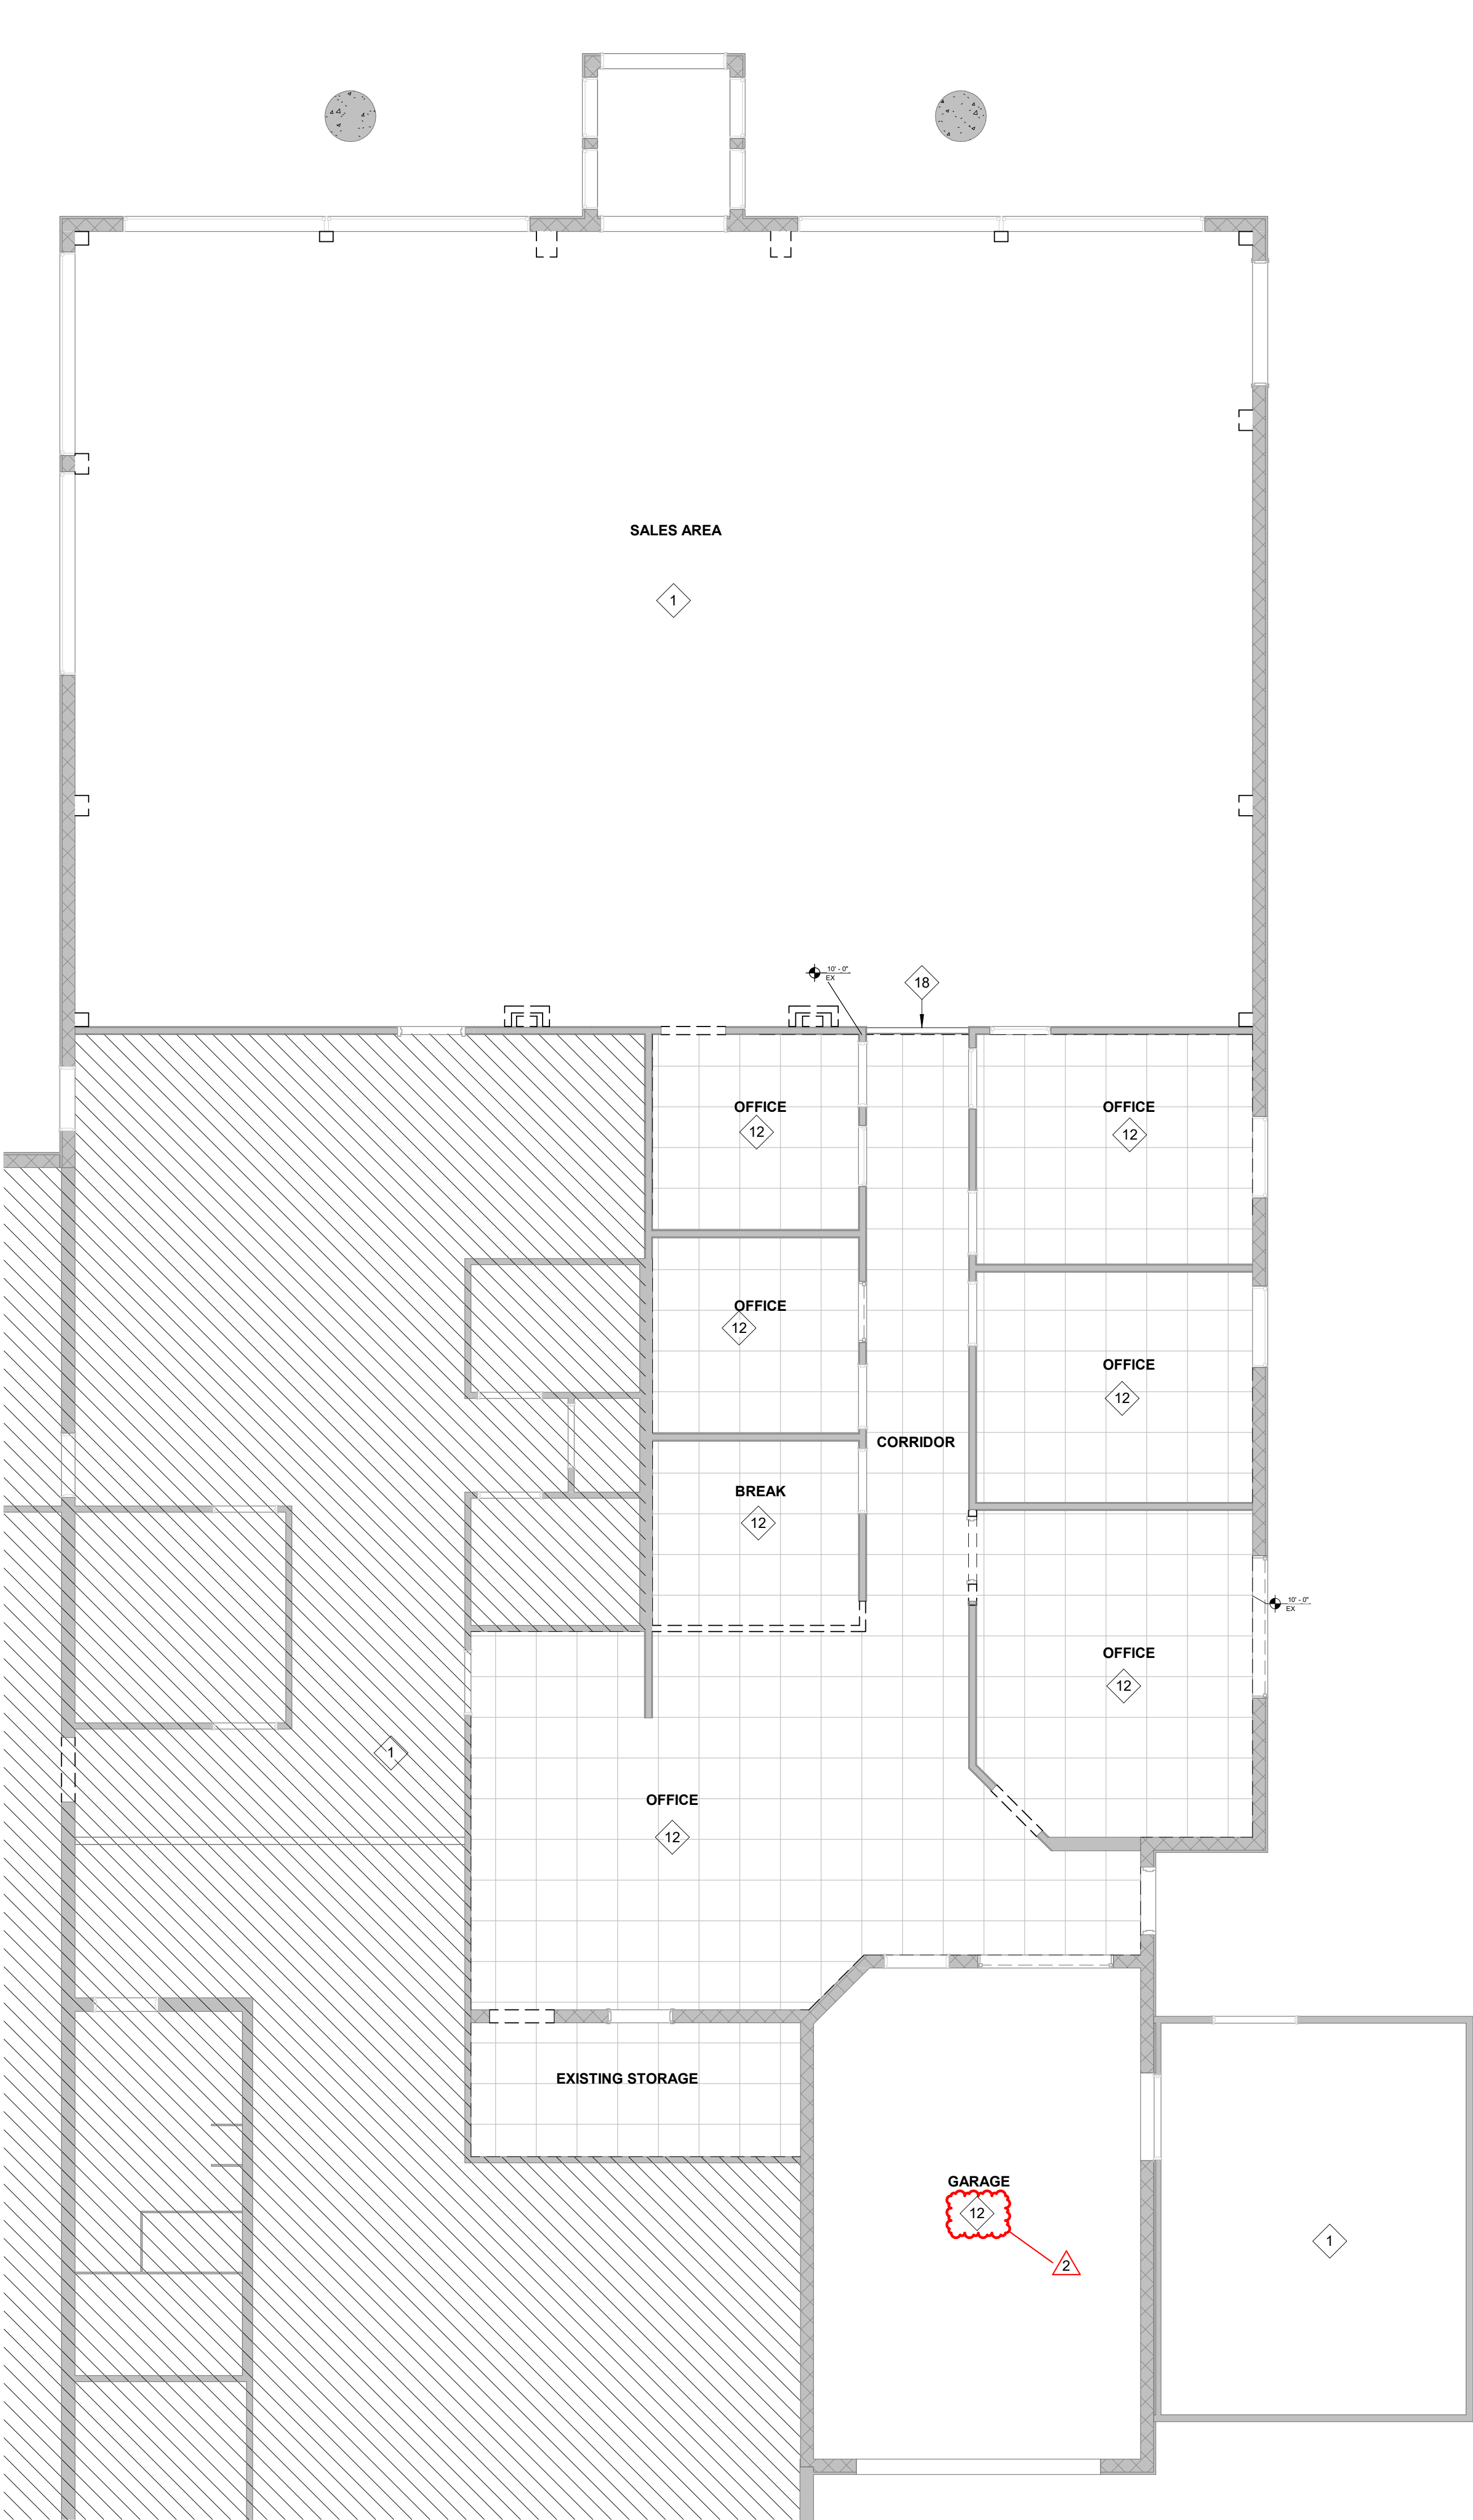 SALES AREA
1
10' - 0"
EX
18
OFFICE
12
OFFICE
12
OFFICE
12
OFFICE
12
CORRIDOR
BREAK
12
10' - 0"
EX
OFFICE
12
1
OFFICE
12
EXISTING STORAGE
GARAGE
12
2
1